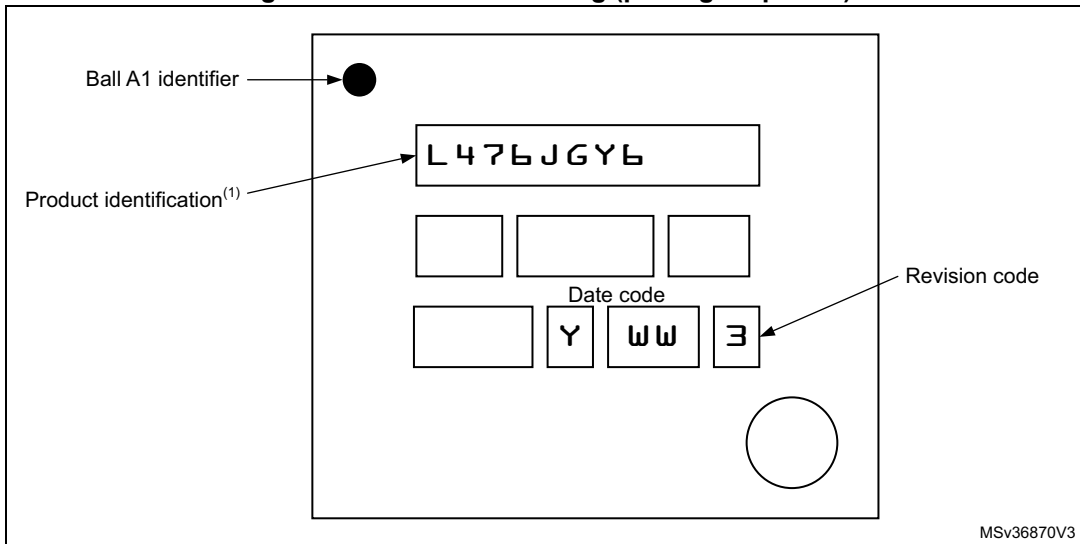 Ball A1 identifier
L476JGY6
Product identification(1)
Revision code
Date code
Y WW 3
MSv36870V3